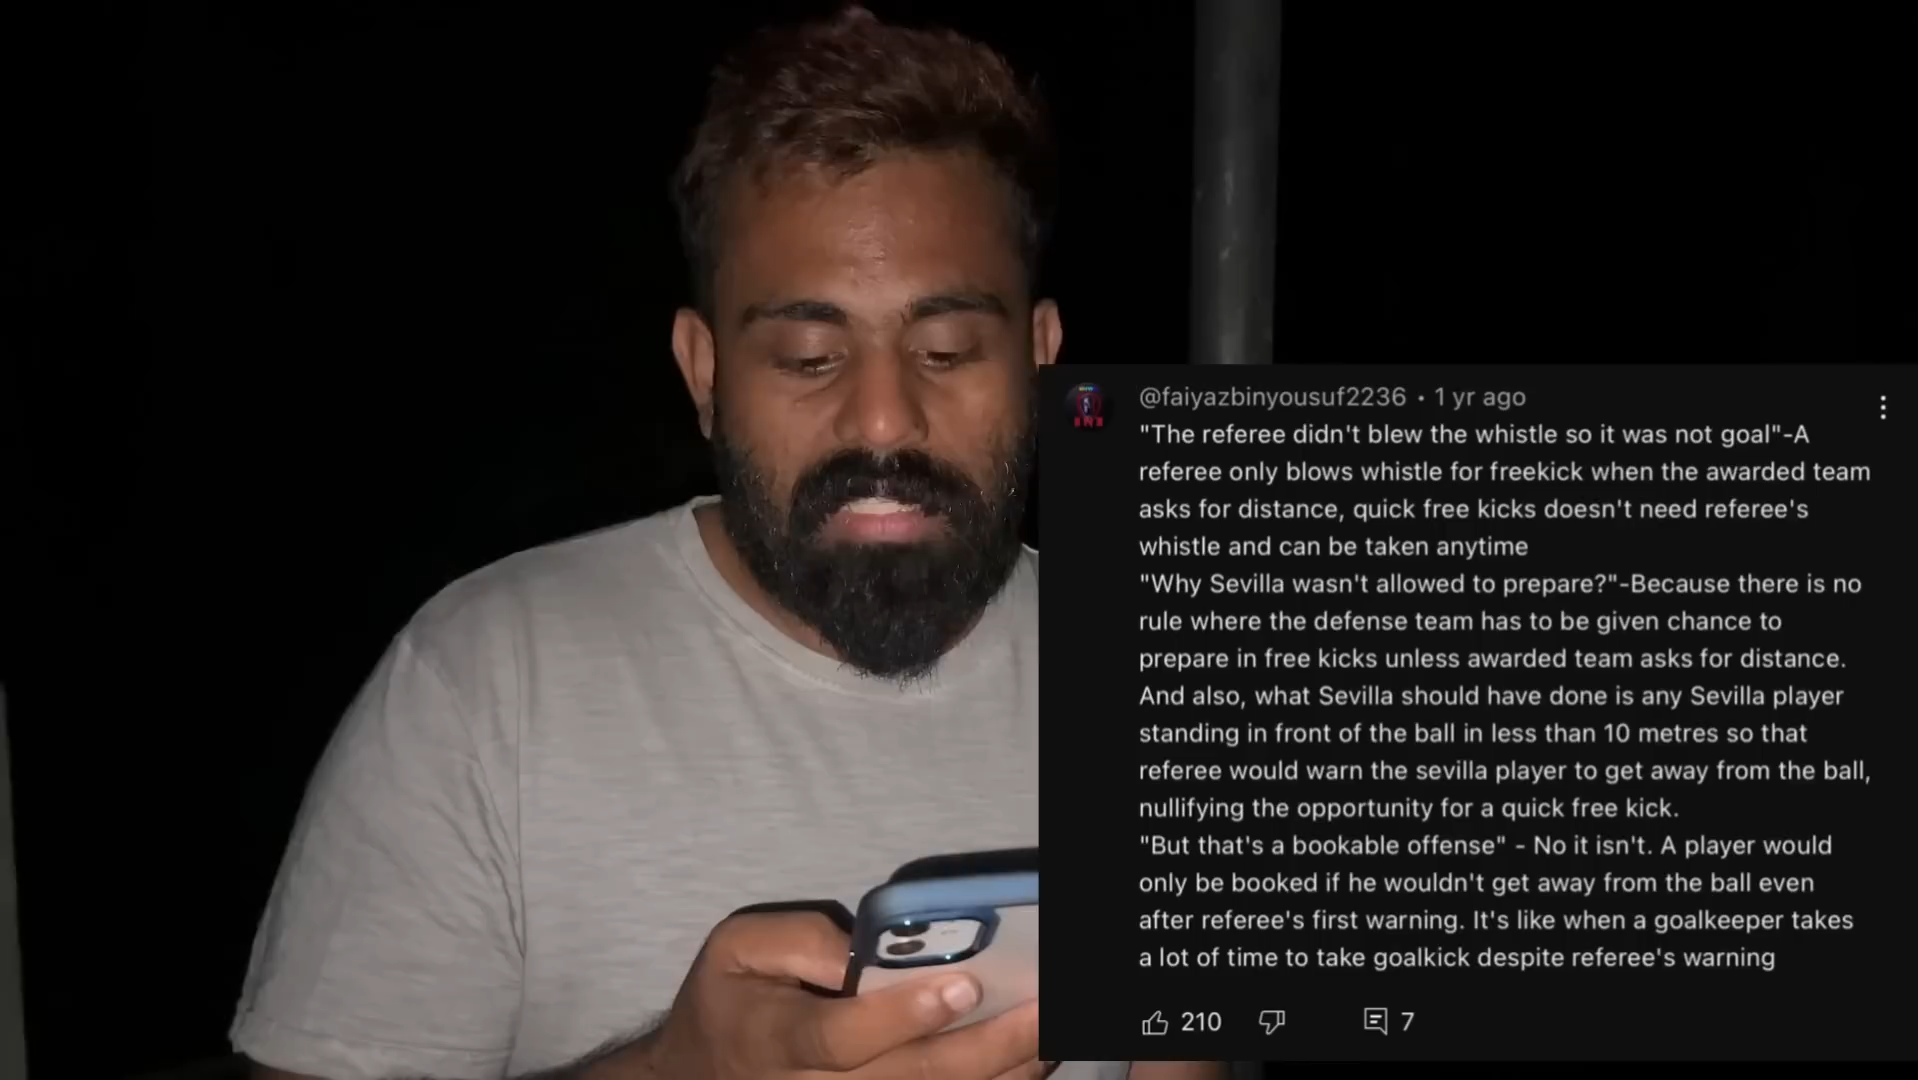 @faiyazbinyousuf2236 • 1 yr ago
"The referee didn't blew the whistle so it was not goal"-A
referee only blows whistle for freekick when the awarded team
asks for distance, quick free kicks doesn't need referee's
whistle and can be taken anytime
"Why Sevilla wasn't allowed to prepare?"-Because there is no
rule where the defense team has to be given chance to
prepare in free kicks unless awarded team asks for distance.
And also, what Sevilla should have done is any Sevilla player
standing in front of the ball in less than 10 metres so that
referee would warn the sevilla player to get away from the ball,
nullifying the opportunity for a quick free kick.
"But that's a bookable offense" - No it isn't. A player would
only be booked if he wouldn't get away from the ball even
after referee's first warning. It's like when a goalkeeper takes
a lot of time to take goalkick despite referee's warning
210 7